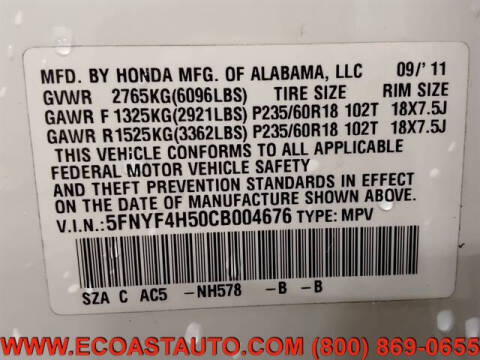 MFD. BY HONDA MFG. OF ALABAMA, LLC 09/' 11
GVWR 2765KG(6096LBS) TIRE SIZE RIM SIZE
GAWR F 1325KG(2921LBS) P235/60R18 102T 18X7.5J
GAWR R1525KG(3362LBS) P235/60R18 102T 18X7.5J
THIS VEHICLE CONFORMS TO ALL APPLICABLE
FEDERAL MOTOR VEHICLE SAFETY
AND THEFT PREVENTION STANDARDS IN EFFECT
ON THE DATE OF MANUFACTURE SHOWN ABOVE.
V.I.N.:5FNYF4H50CB004676 TYPE: MPV
SZA C AC5 -NH578 -B -B
WWW.ECOASTAUTO.COM (800) 869-0655